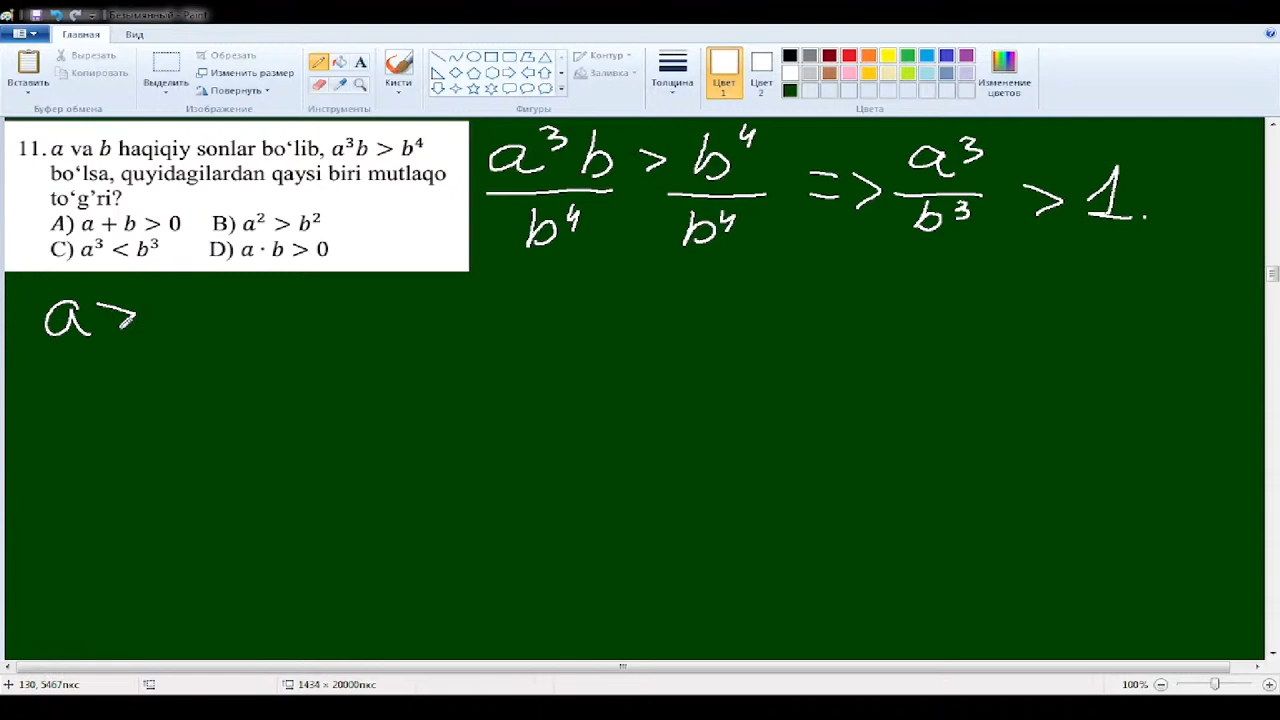 Безымянный - Paint
Главная Вид
Вставить
Вырезать
Копировать
Буфер обмена
Выделить
Обрезать
Изменить размер
Повернуть
Изображение
Инструменты
Кисти
Контур
Заливка
Фигуры
Толщина
Цвет 1
Цвет 2
Изменение цветов
Цвета
11. a va b haqiqiy sonlar bo‘lib, a³b > b⁴
bo‘lsa, quyidagilardan qaysi biri mutlaqo
to‘g‘ri?
A) a + b > 0 B) a² > b²
C) a³ < b³ D) a · b > 0
a³b/b⁴ > b⁴/b⁴ => a³/b³ > 1.
a >
130, 5467пкс 1434 × 20000пкс 100%